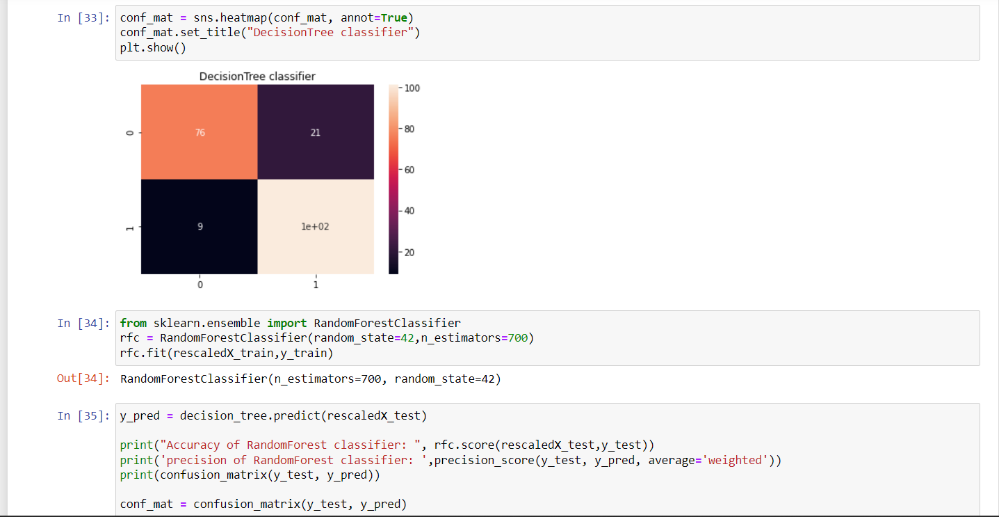 In [33]: conf_mat = sns.heatmap(conf_mat, annot=True)
conf_mat.set_title("DecisionTree classifier")
plt.show()
DecisionTree classifier
100
80
60
40
20
0
76
21
1
9
1e+02
0
1
In [34]: from sklearn.ensemble import RandomForestClassifier
rfc = RandomForestClassifier(random_state=42,n_estimators=700)
rfc.fit(rescaledX_train,y_train)
Out[34]: RandomForestClassifier(n_estimators=700, random_state=42)
In [35]: y_pred = decision_tree.predict(rescaledX_test)
print("Accuracy of RandomForest classifier: ", rfc.score(rescaledX_test,y_test))
print('precision of RandomForest classifier: ',precision_score(y_test, y_pred, average='weighted'))
print(confusion_matrix(y_test, y_pred))
conf_mat = confusion_matrix(y_test, y_pred)